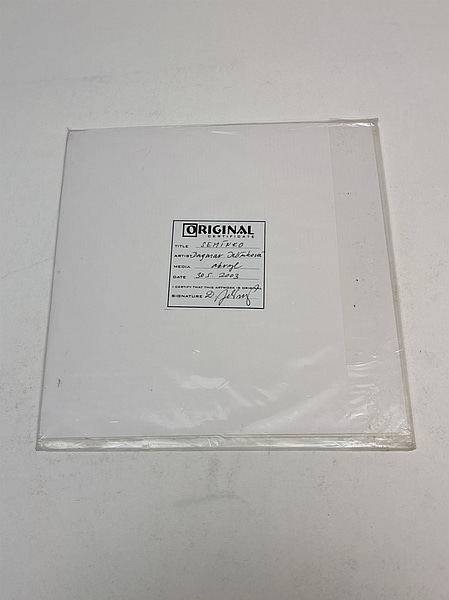 ORIGINAL
CERTIFICATE
TITLE SEMÍNKO
ARTIST Dagmar
MEDIA akryl
DATE 30.5. 2003
I CERTIFY THAT THIS ARTWORK IS ORIGINAL
SIGNATURE D.